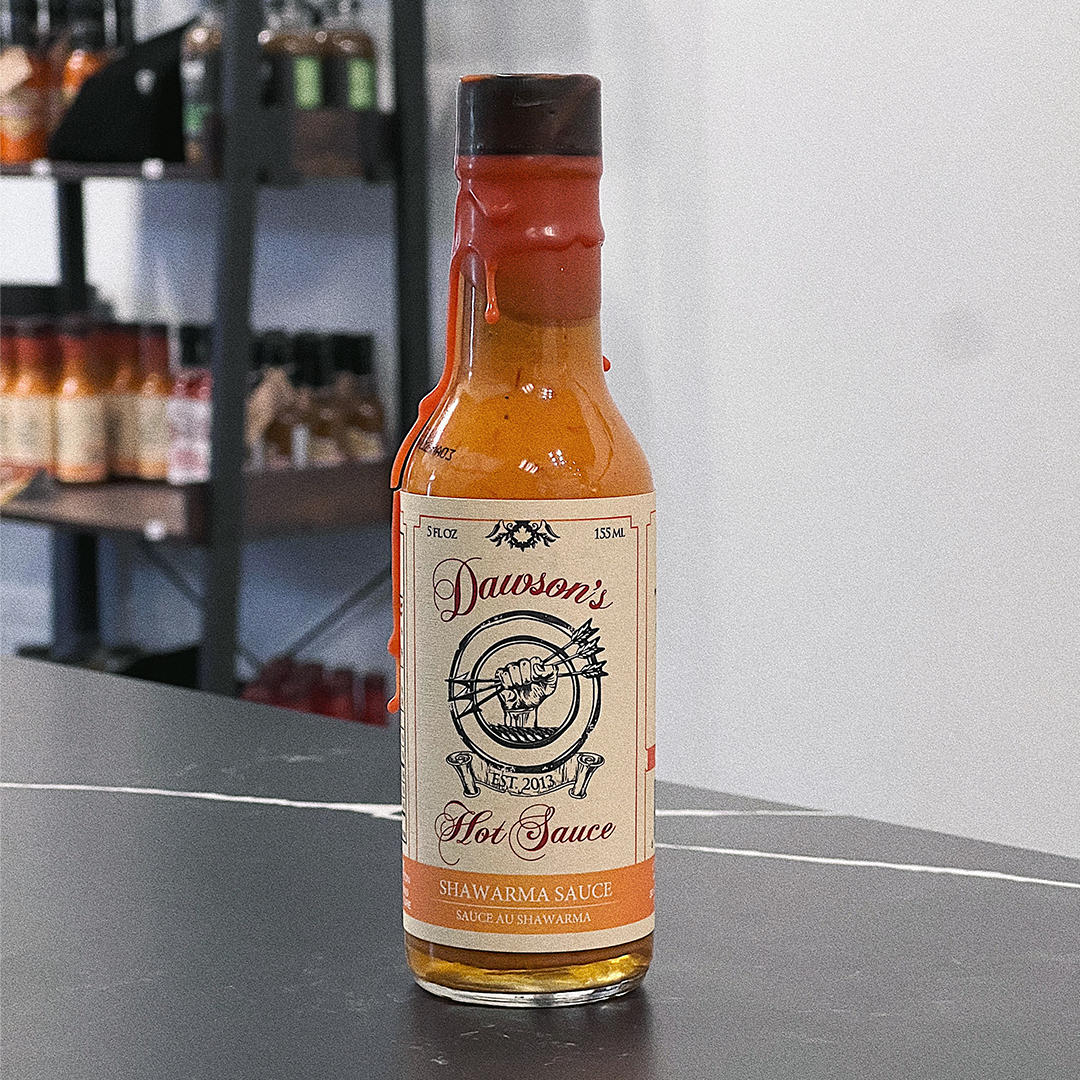 5 FL OZ
155 ML
Dawson's
EST. 2013
Hot Sauce
SHAWARMA SAUCE
SAUCE AU SHAWARMA